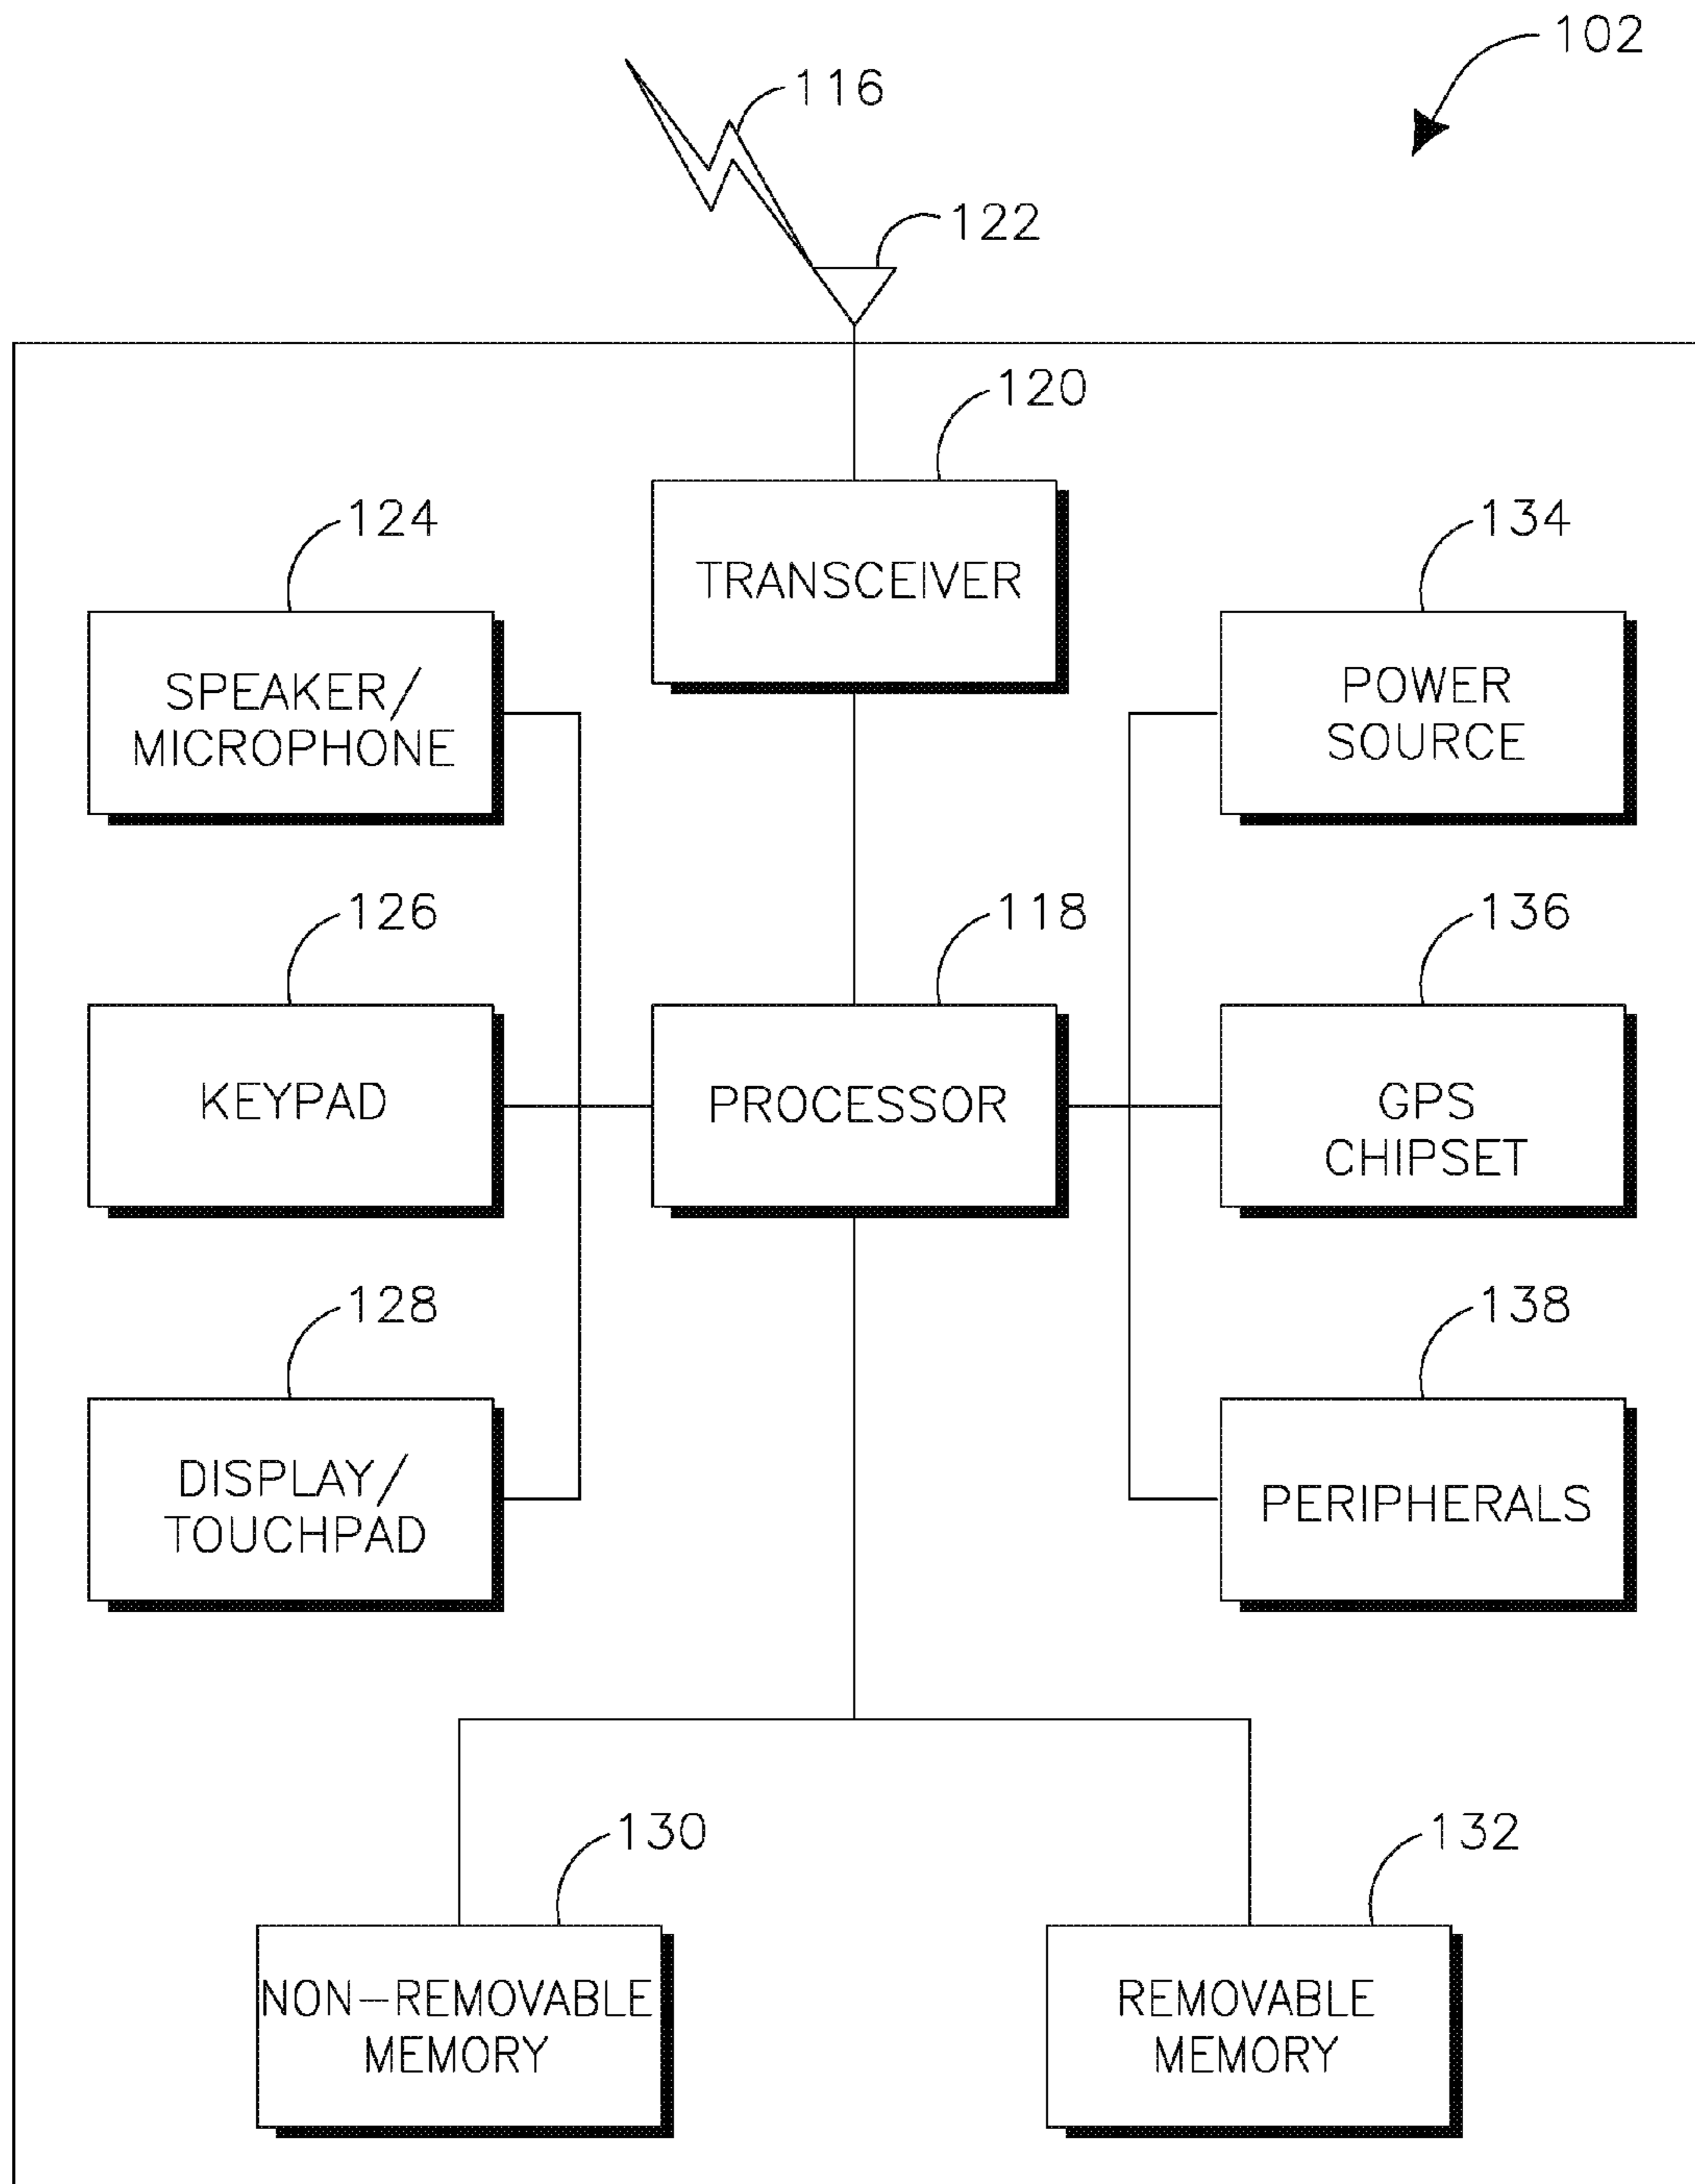 102
116
122
120
TRANSCEIVER
124
SPEAKER/
MICROPHONE
134
POWER
SOURCE
126
KEYPAD
118
PROCESSOR
136
GPS
CHIPSET
128
DISPLAY/
TOUCHPAD
138
PERIPHERALS
130
NON-REMOVABLE
MEMORY
132
REMOVABLE
MEMORY